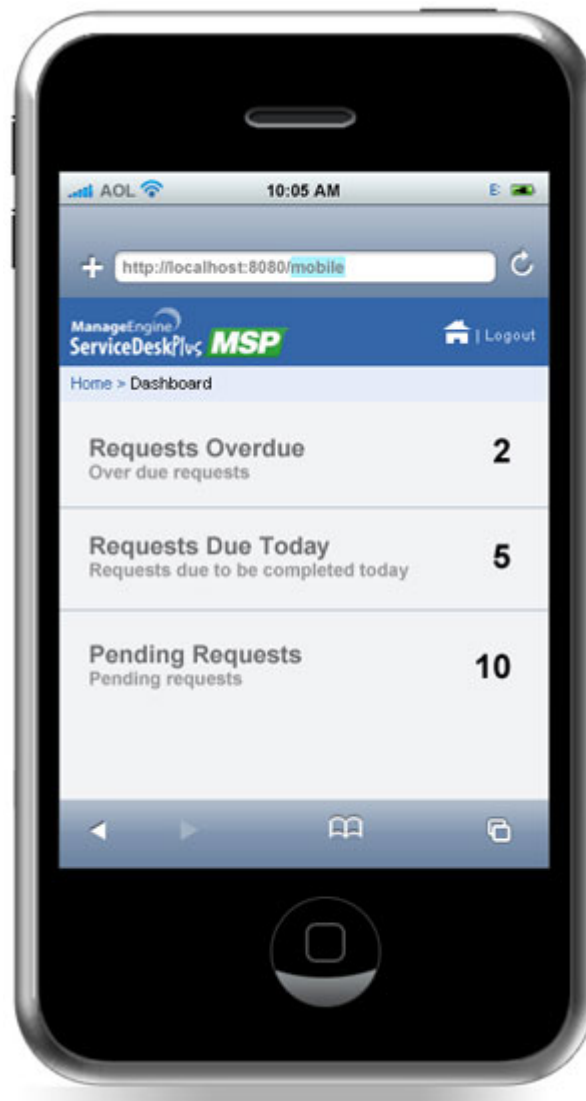 AOL 10:05 AM
http://localhost:8080/mobile
ManageEngine
ServiceDeskPlus MSP | Logout
Home > Dashboard
Requests Overdue 2
Over due requests
Requests Due Today 5
Requests due to be completed today
Pending Requests 10
Pending requests